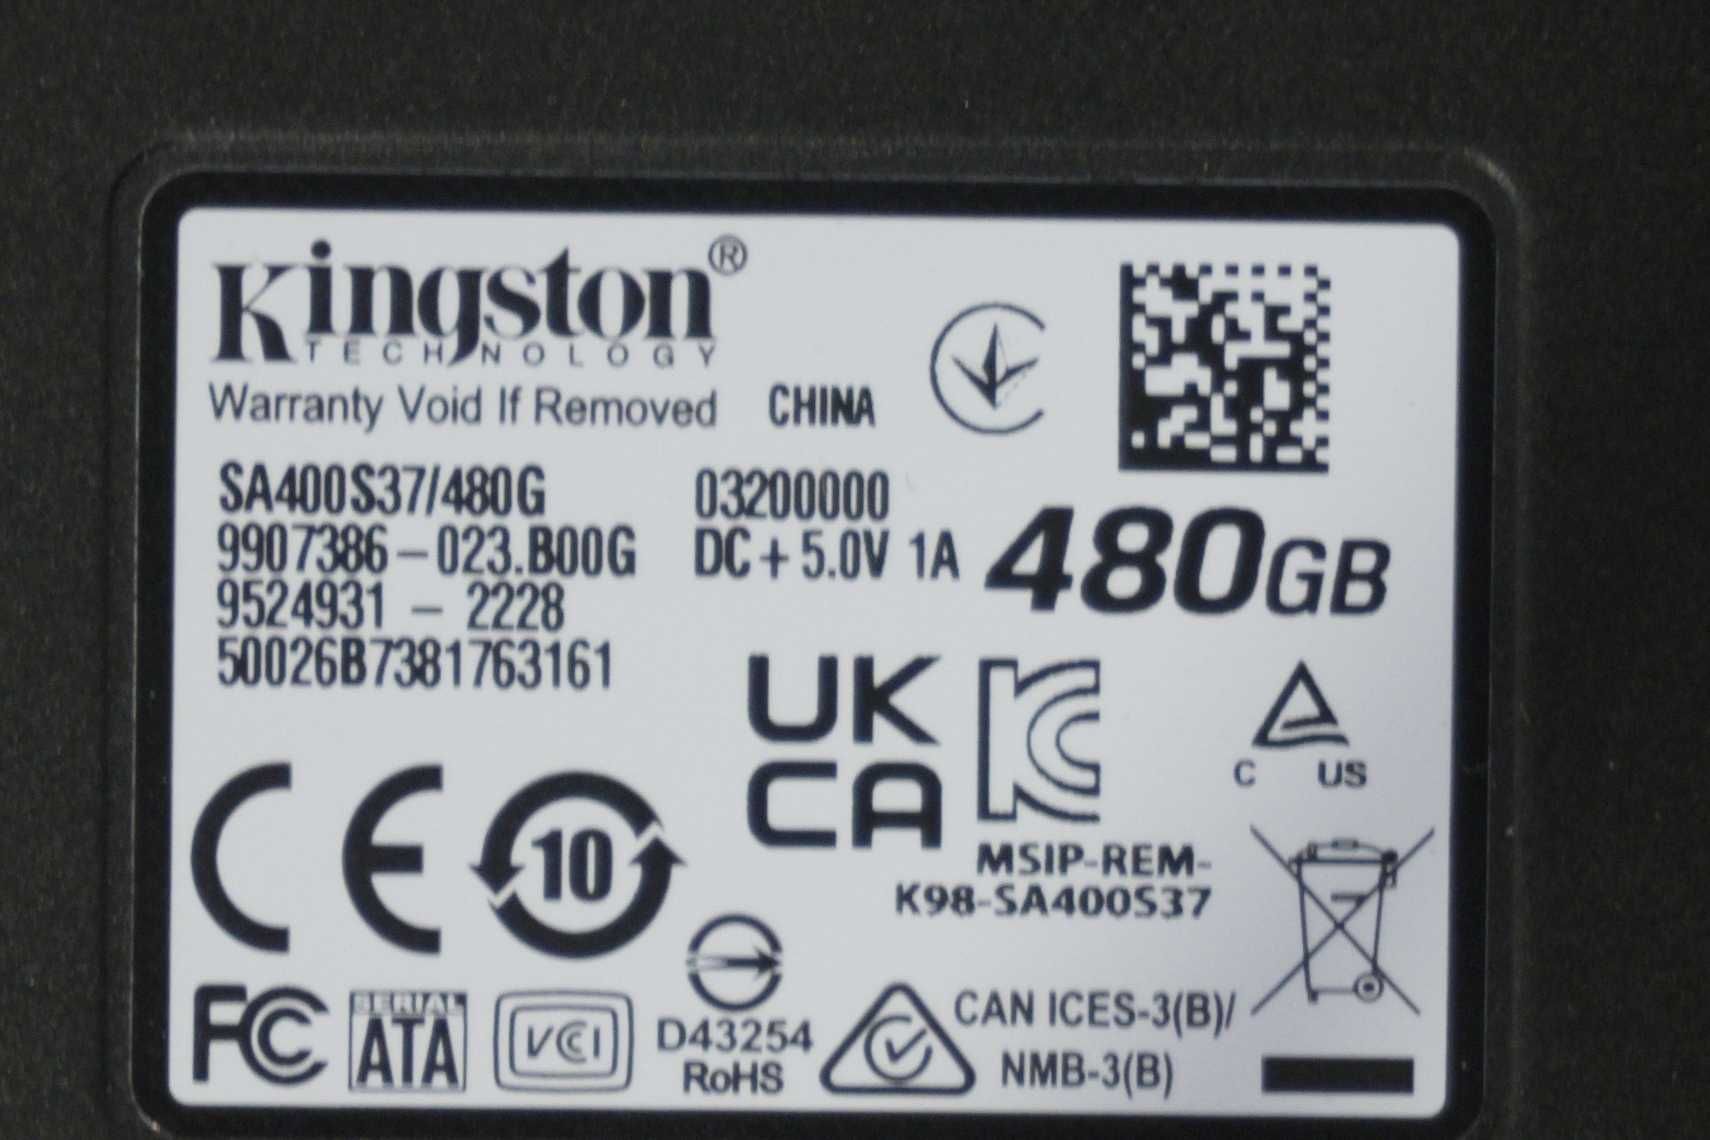 Kingston®
TECHNOLOGY
Warranty Void If Removed CHINA
SA400S37/480G 03200000
9907386-023.B00G DC+5.0V 1A
480GB
9524931 - 2228
50026B7381763161
UK
CA
C US
10
MSIP-REM-
K98-SA400S37
FC
SERIAL
ATA
VCCI
D43254
RoHS
CAN ICES-3(B)/
NMB-3(B)